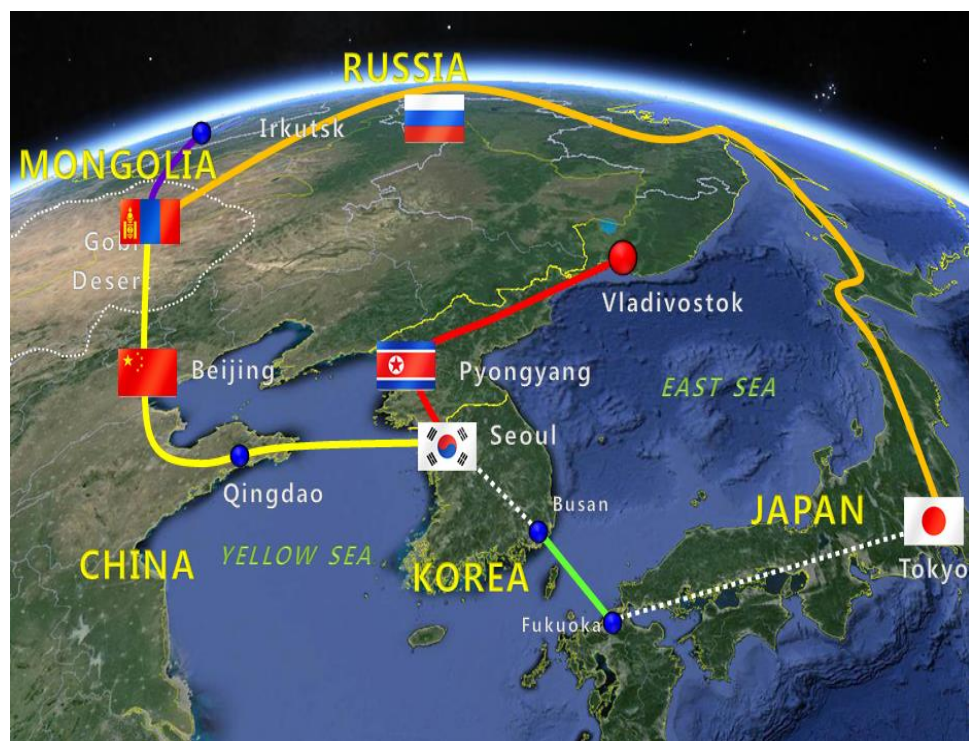 RUSSIA
Irkutsk
MONGOLIA
Gobi
Desert
Vladivostok
Beijing
Pyongyang
EAST SEA
Seoul
Qingdao
Busan
JAPAN
YELLOW SEA
CHINA
KOREA
Tokyo
Fukuoka